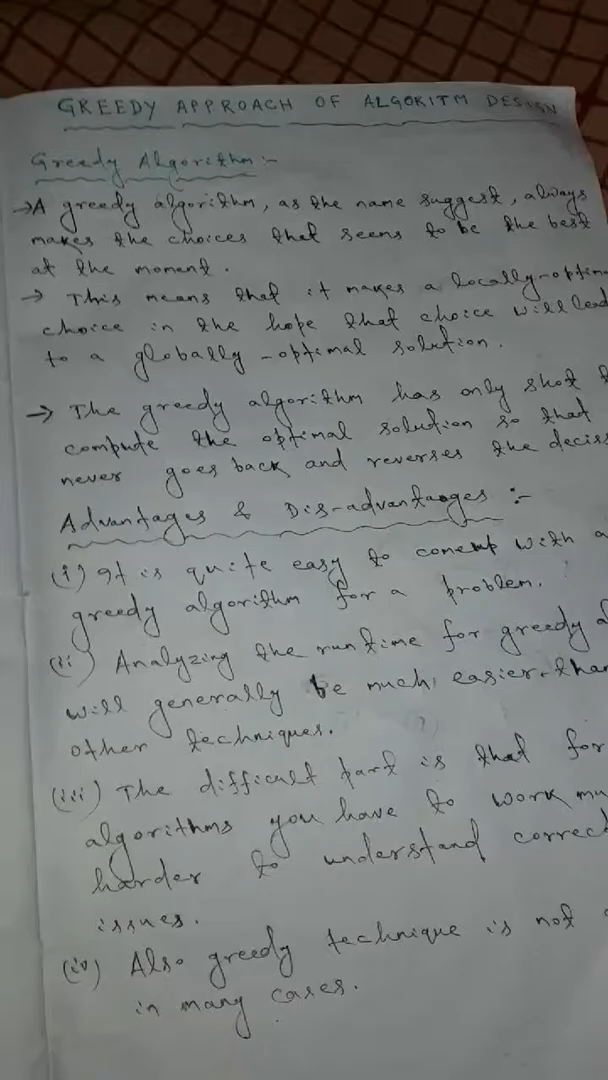 GREEDY APPROACH OF ALGORITM DESIGN
Greedy Algorithm :-
→ A greedy algorithm, as the name suggest, always
makes the choices that seems to be the best
at the moment.
→ This means that it makes a locally-optim
choice in the hope that choice will lead
to a globally-optimal solution.
→ The greedy algorithm has only shot
compute the optimal solution so that
never goes back and reverses the decis
Advantages & Dis-advantages :-
(i) It is quite easy to come up with a
greedy algorithm for a problem.
(ii) Analyzing the run time for greedy
will generally be much easier than
other techniques.
(iii) The difficult part is that for
algorithms you have to work mu
harder to understand correct
issues.
(iv) Also greedy technique is not
in many cases.